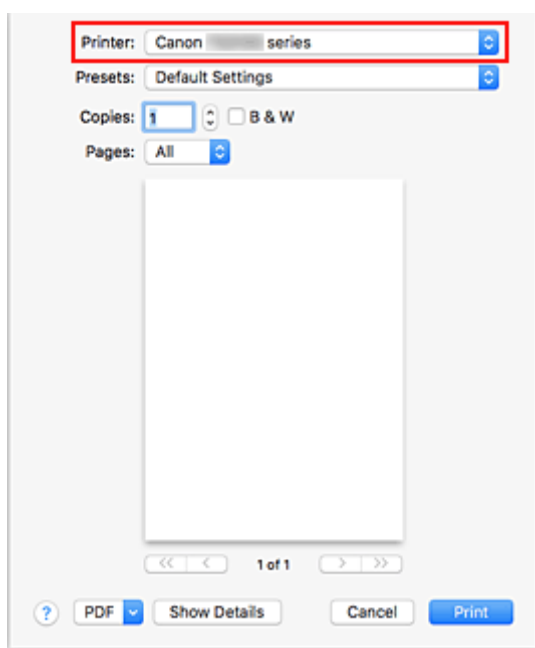 Printer: Canon series
Presets: Default Settings
Copies: 1 B & W
Pages: All
<< < 1 of 1 > >>
? PDF Show Details Cancel Print